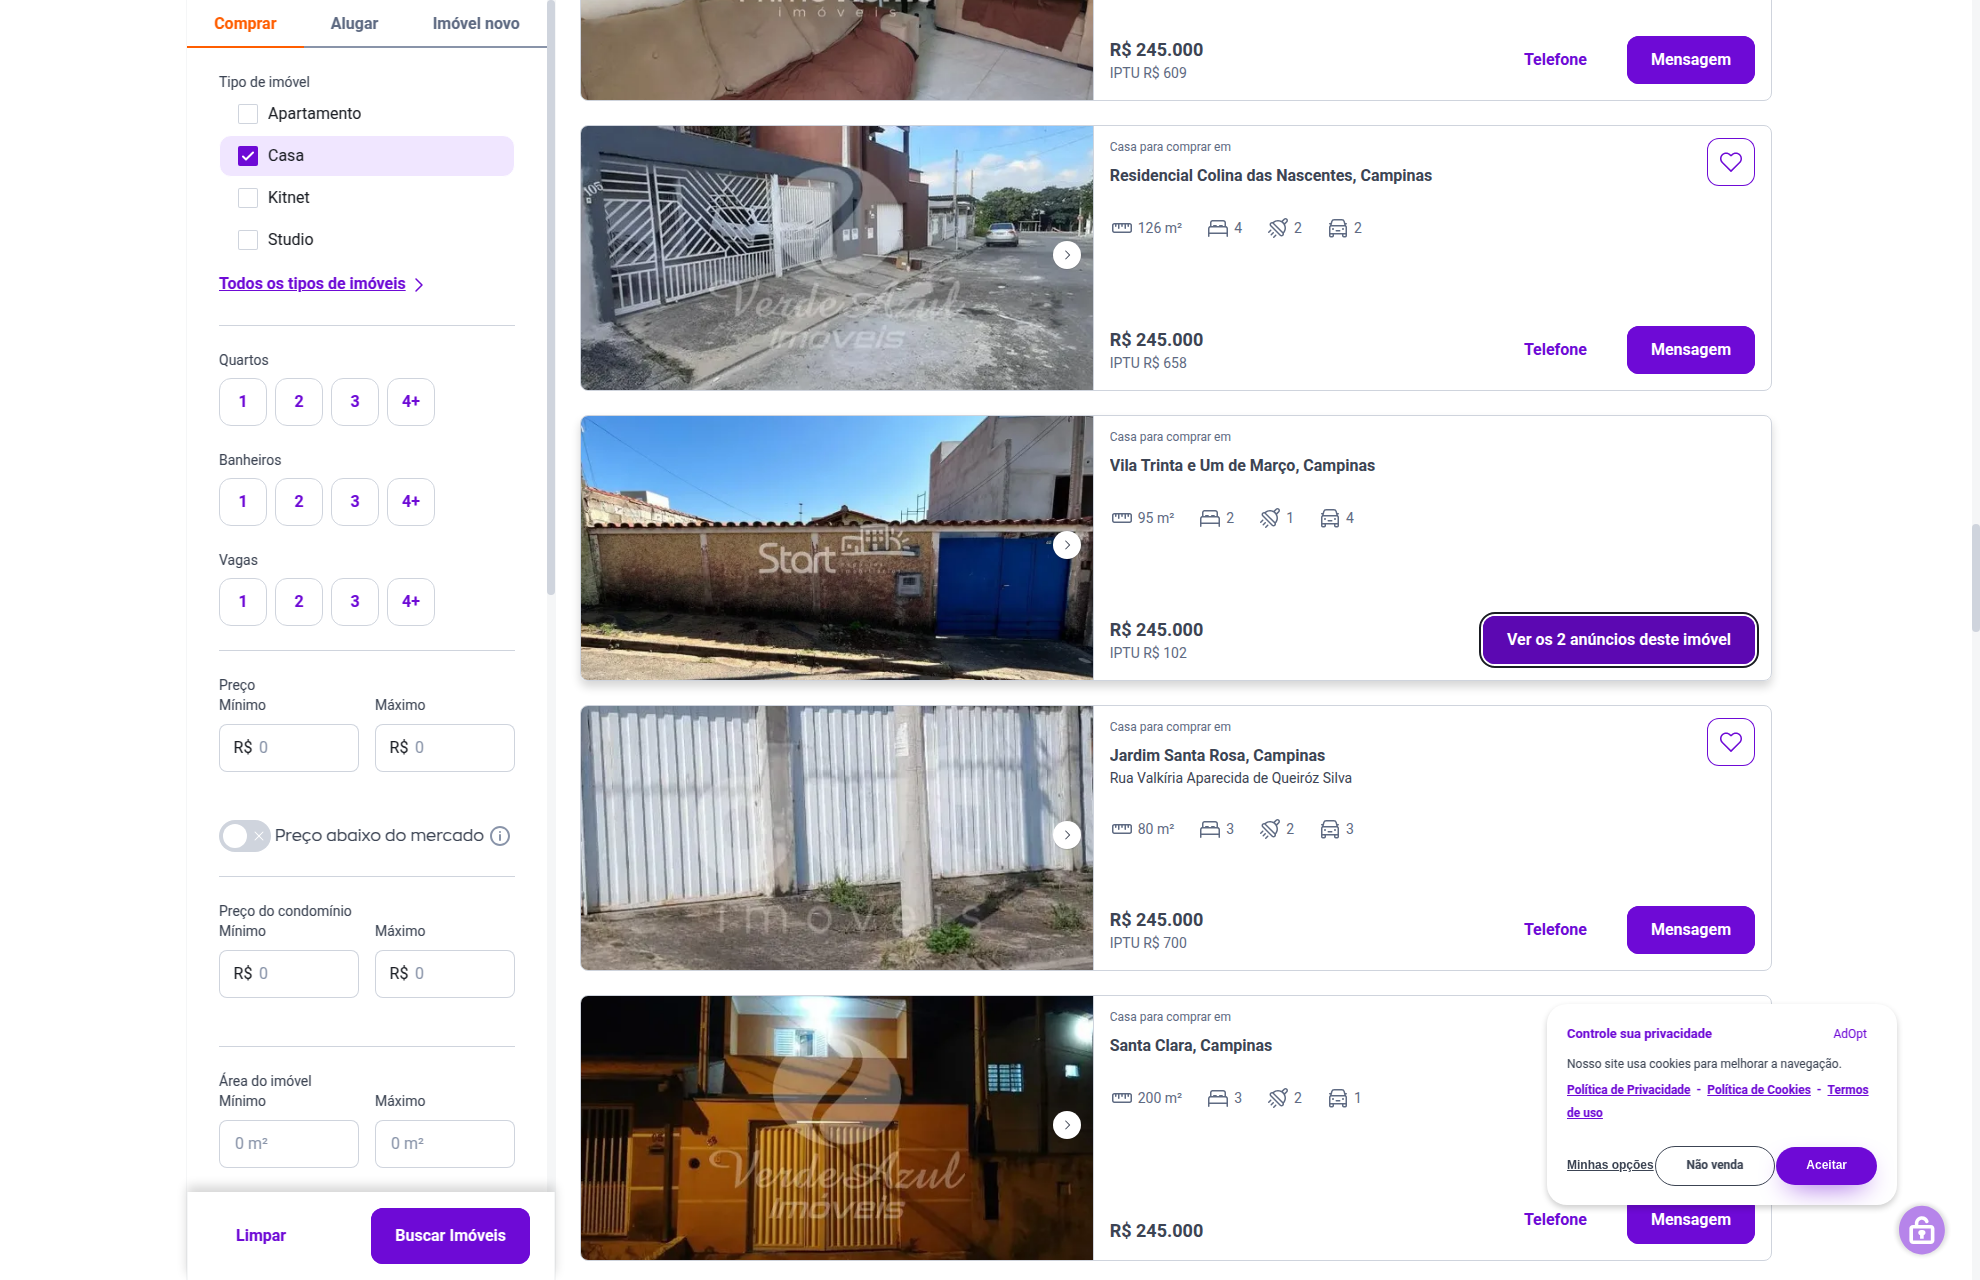 Comprar
Alugar
Imóvel novo
Tipo de imóvel
Apartamento
Casa
Kitnet
Studio
Todos os tipos de imóveis
Quartos
1
2
3
4+
Banheiros
1
2
3
4+
Vagas
1
2
3
4+
Preço
Mínimo
Máximo
R$ 0
R$ 0
Preço abaixo do mercado
Preço do condomínio
Mínimo
Máximo
R$ 0
R$ 0
Área do imóvel
Mínimo
Máximo
0 m²
0 m²
Limpar
Buscar Imóveis
imóveis
R$ 245.000
IPTU R$ 609
Telefone
Mensagem
105
VerdeAzul
imóveis
Casa para comprar em
Residencial Colina das Nascentes, Campinas
126 m²
4
2
2
R$ 245.000
IPTU R$ 658
Telefone
Mensagem
Start
Casa para comprar em
Vila Trinta e Um de Março, Campinas
95 m²
2
1
4
R$ 245.000
IPTU R$ 102
Ver os 2 anúncios deste imóvel
imóveis
Casa para comprar em
Jardim Santa Rosa, Campinas
Rua Valkíria Aparecida de Queiróz Silva
80 m²
3
2
3
R$ 245.000
IPTU R$ 700
Telefone
Mensagem
VerdeAzul
imóveis
Casa para comprar em
Santa Clara, Campinas
200 m²
3
2
1
R$ 245.000
Telefone
Mensagem
Controle sua privacidade
AdOpt
Nosso site usa cookies para melhorar a navegação.
Política de Privacidade - Política de Cookies - Termos
de uso
Minhas opções
Não venda
Aceitar